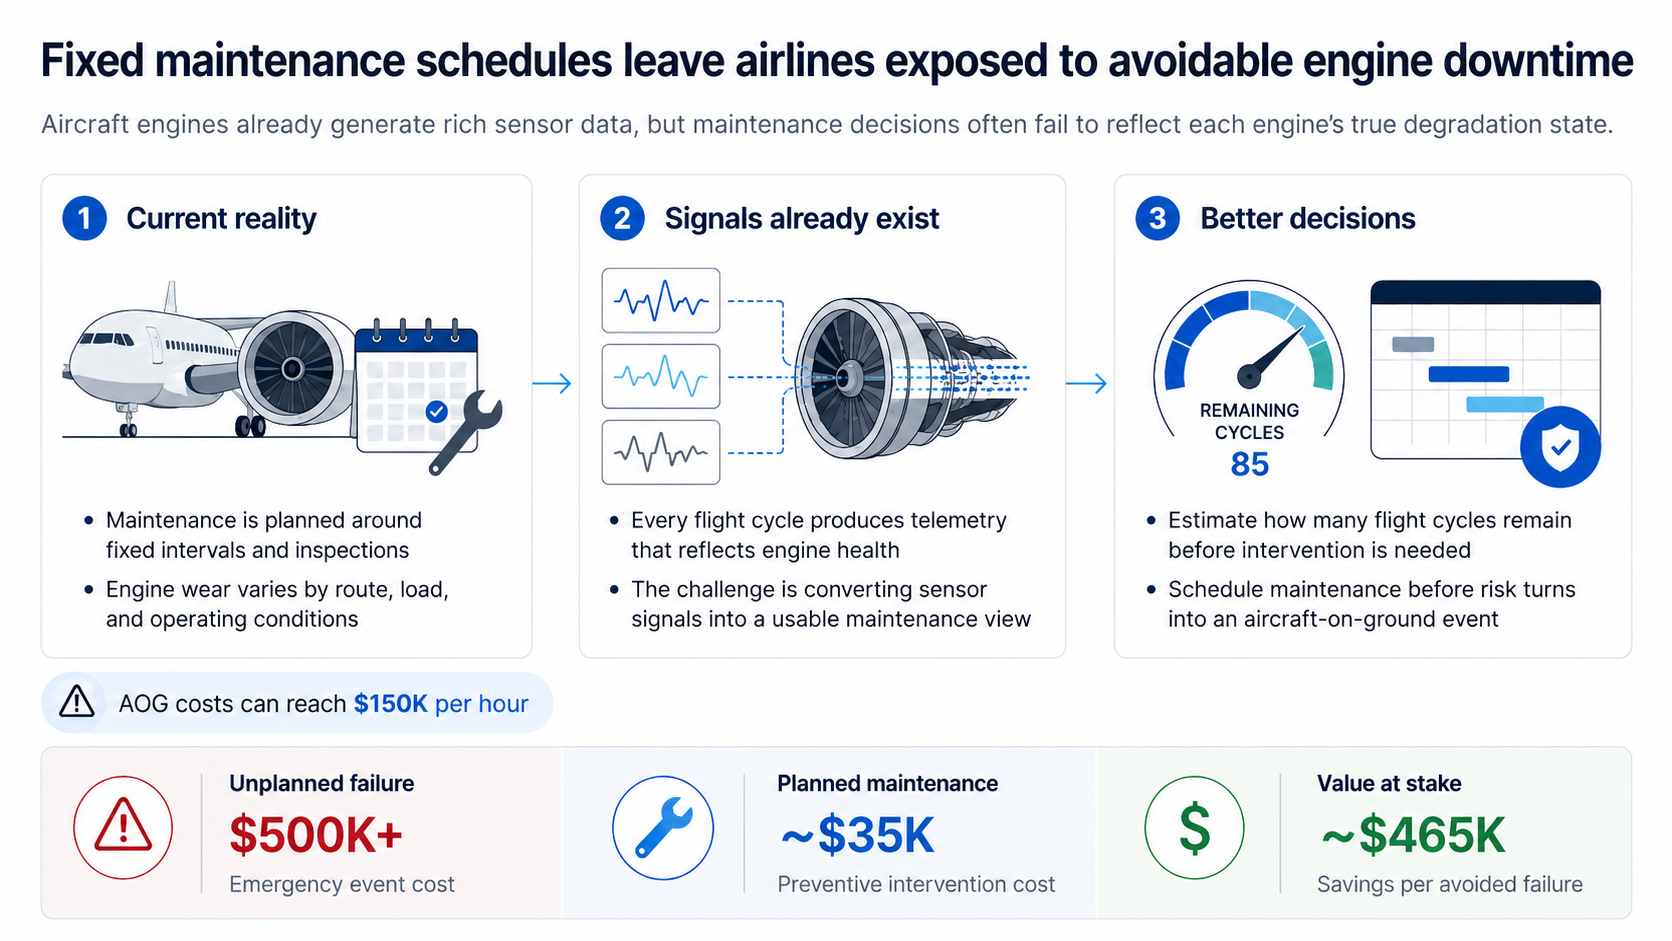 Fixed maintenance schedules leave airlines exposed to avoidable engine downtime
Aircraft engines already generate rich sensor data, but maintenance decisions often fail to reflect each engine’s true degradation state.
1 Current reality
Maintenance is planned around
fixed intervals and inspections
Engine wear varies by route, load,
and operating conditions
2 Signals already exist
Every flight cycle produces telemetry
that reflects engine health
The challenge is converting sensor
signals into a usable maintenance view
3 Better decisions
REMAINING
CYCLES
85
Estimate how many flight cycles remain
before intervention is needed
Schedule maintenance before risk turns
into an aircraft-on-ground event
AOG costs can reach $150K per hour
Unplanned failure
$500K+
Emergency event cost
Planned maintenance
~$35K
Preventive intervention cost
$
Value at stake
~$465K
Savings per avoided failure